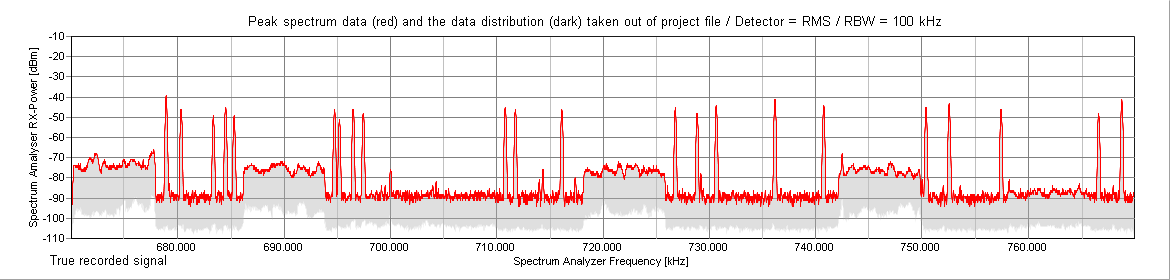 Peak spectrum data (red) and the data distribution (dark) taken out of project file / Detector = RMS / RBW = 100 kHz
Spectrum Analyser RX-Power [dBm]
-10
-20
-30
-40
-50
-60
-70
-80
-90
-100
-110
680.000 690.000 700.000 710.000 720.000 730.000 740.000 750.000 760.000
True recorded signal
Spectrum Analyzer Frequency [kHz]